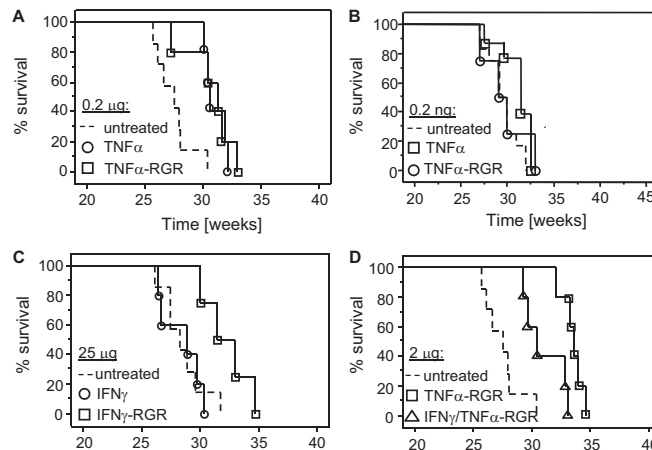 A
% survival
100
80
60
40
20
0
0.2 µg:
untreated
TNFα
TNFα-RGR
20
30
40
Time [weeks]
B
% survival
100
80
60
40
20
0
0.2 ng:
untreated
TNFα
TNFα-RGR
20
25
30
35
40
45
Time [weeks]
C
% survival
100
80
60
40
20
0
25 µg
untreated
IFNγ
IFNγ-RGR
20
30
40
D
% survival
100
80
60
40
20
0
2 µg:
untreated
TNFα-RGR
IFNγ/TNFα-RGR
20
25
30
35
40